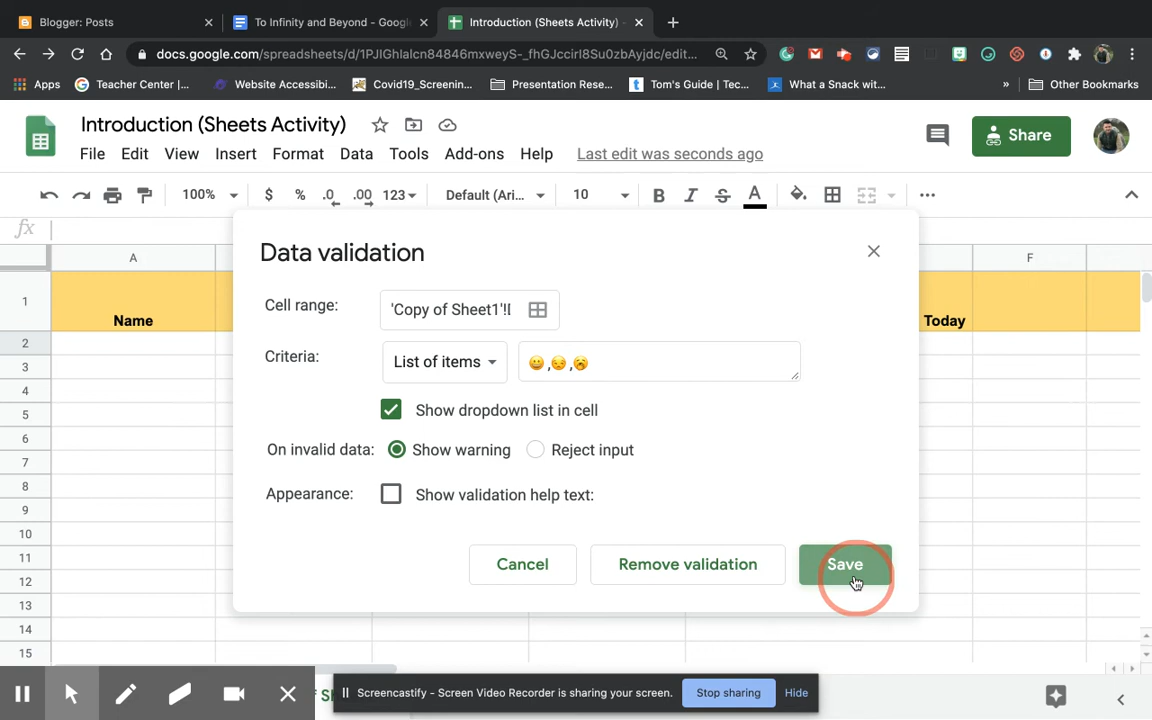 Blogger: Posts
To Infinity and Beyond - Google
Introduction (Sheets Activity) -
docs.google.com/spreadsheets/d/1PJIGhlalcn84846mxweyS-_fhGJccirI8Su0zbAyjdc/edit...
Apps
Teacher Center |...
Website Accessibi...
Covid19_Screenin...
Presentation Rese...
Tom's Guide | Tec...
What a Snack wit...
»
Other Bookmarks
Introduction (Sheets Activity)
Share
File Edit View Insert Format Data Tools Add-ons Help Last edit was seconds ago
100% $ % .0 .00 123 Default (Ari... 10 B I S A ...
fx
A F
Data validation
Cell range:
'Copy of Sheet1'!
Criteria:
List of items
😀,😒,🥱
Show dropdown list in cell
On invalid data:
Show warning
Reject input
Appearance:
Show validation help text:
Cancel
Remove validation
Save
1 Name Today
2
3
4
5
6
7
8
9
10
11
12
13
14
15
Screencastify - Screen Video Recorder is sharing your screen.
Stop sharing
Hide